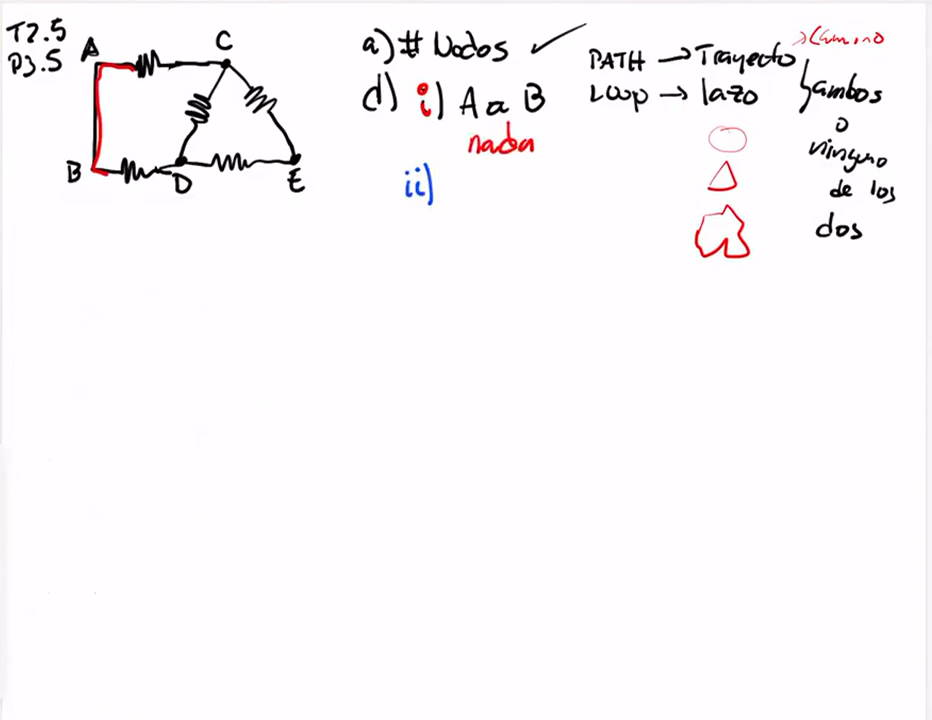 T2.5
P3.5
A
C
B
D
E
a) # Nodos ✓
d) i) A a B
nada
ii)
PATH → Trayecto
> Camino
Loop → lazo
ambos
o
ninguno
de los
dos